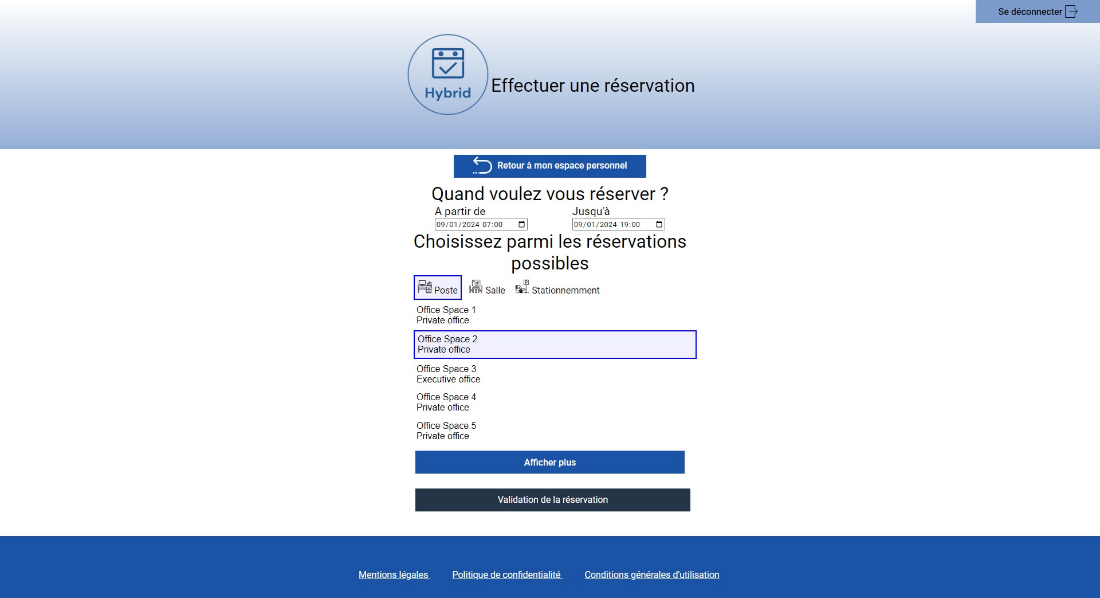 Se déconnecter
Hybrid
Effectuer une réservation
Retour à mon espace personnel
Quand voulez vous réserver ?
A partir de
Jusqu'à
09/01/2024 07:00
09/01/2024 19:00
Choisissez parmi les réservations
possibles
Poste
Salle
Stationnemment
Office Space 1
Private office
Office Space 2
Private office
Office Space 3
Executive office
Office Space 4
Private office
Office Space 5
Private office
Afficher plus
Validation de la réservation
Mentions légales
Politique de confidentialité
Conditions générales d'utilisation